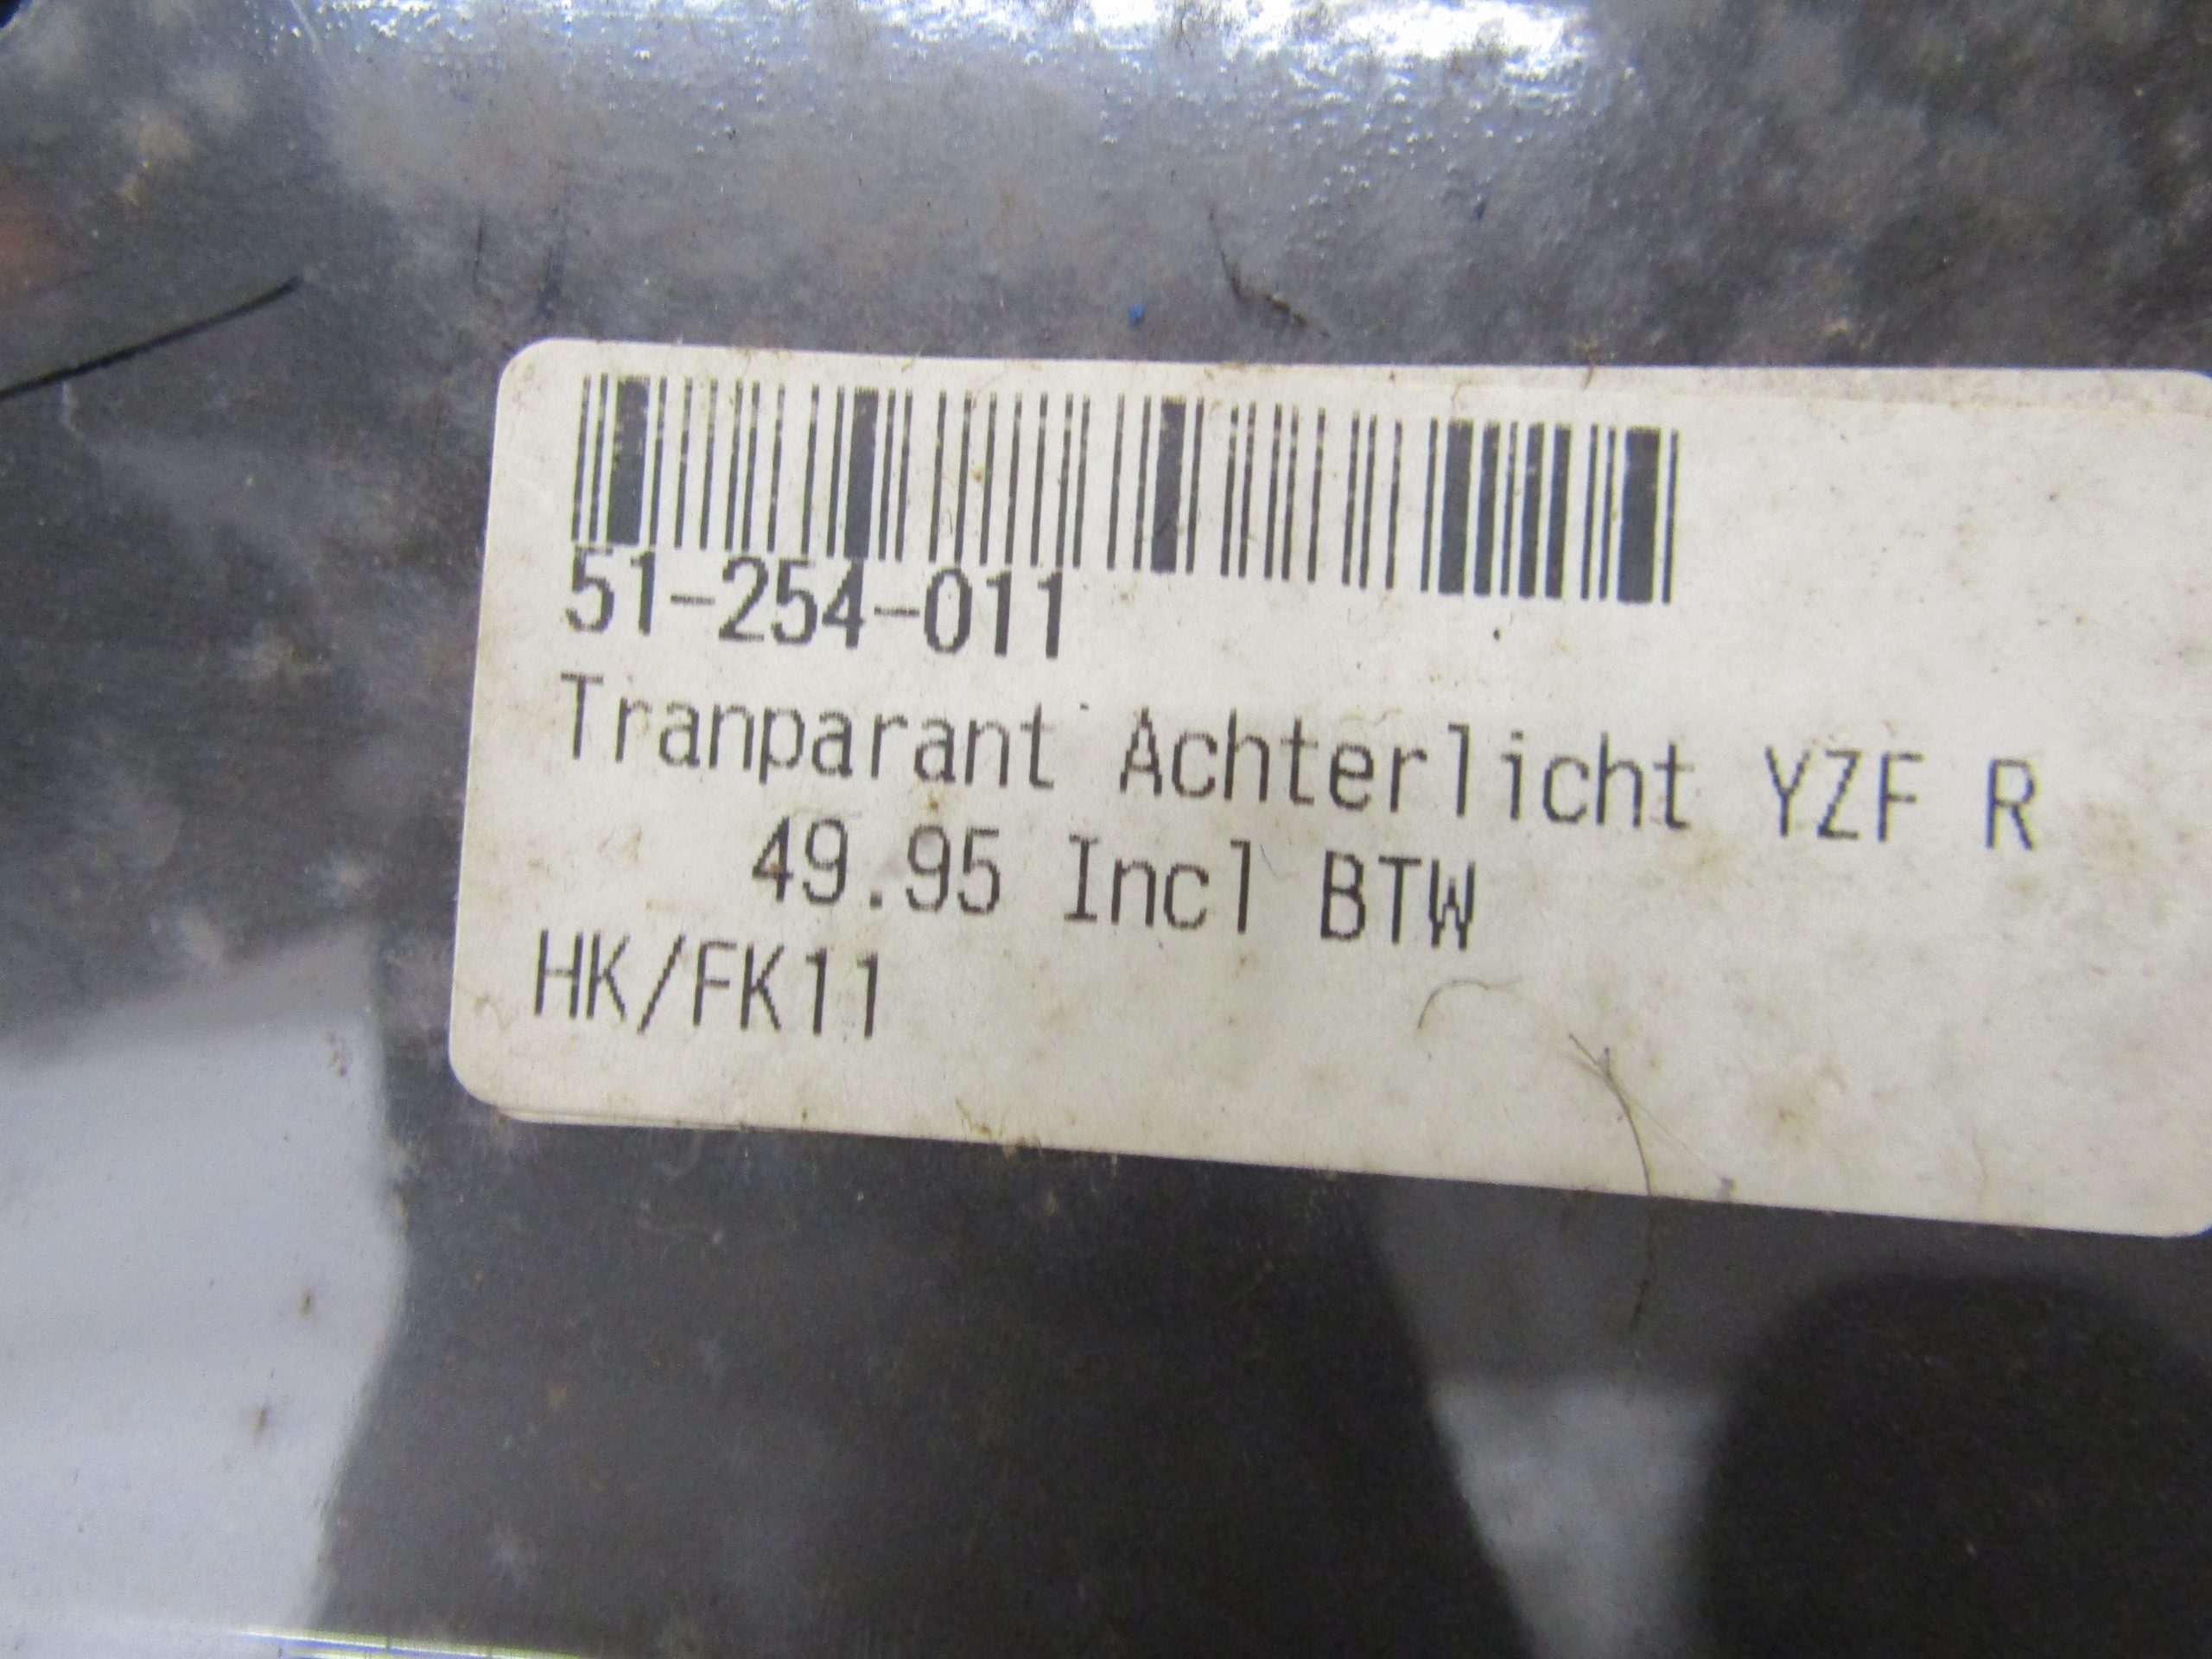 51-254-011
Tranparant Achterlicht YZF R
49.95 Incl BTW
HK/FK11